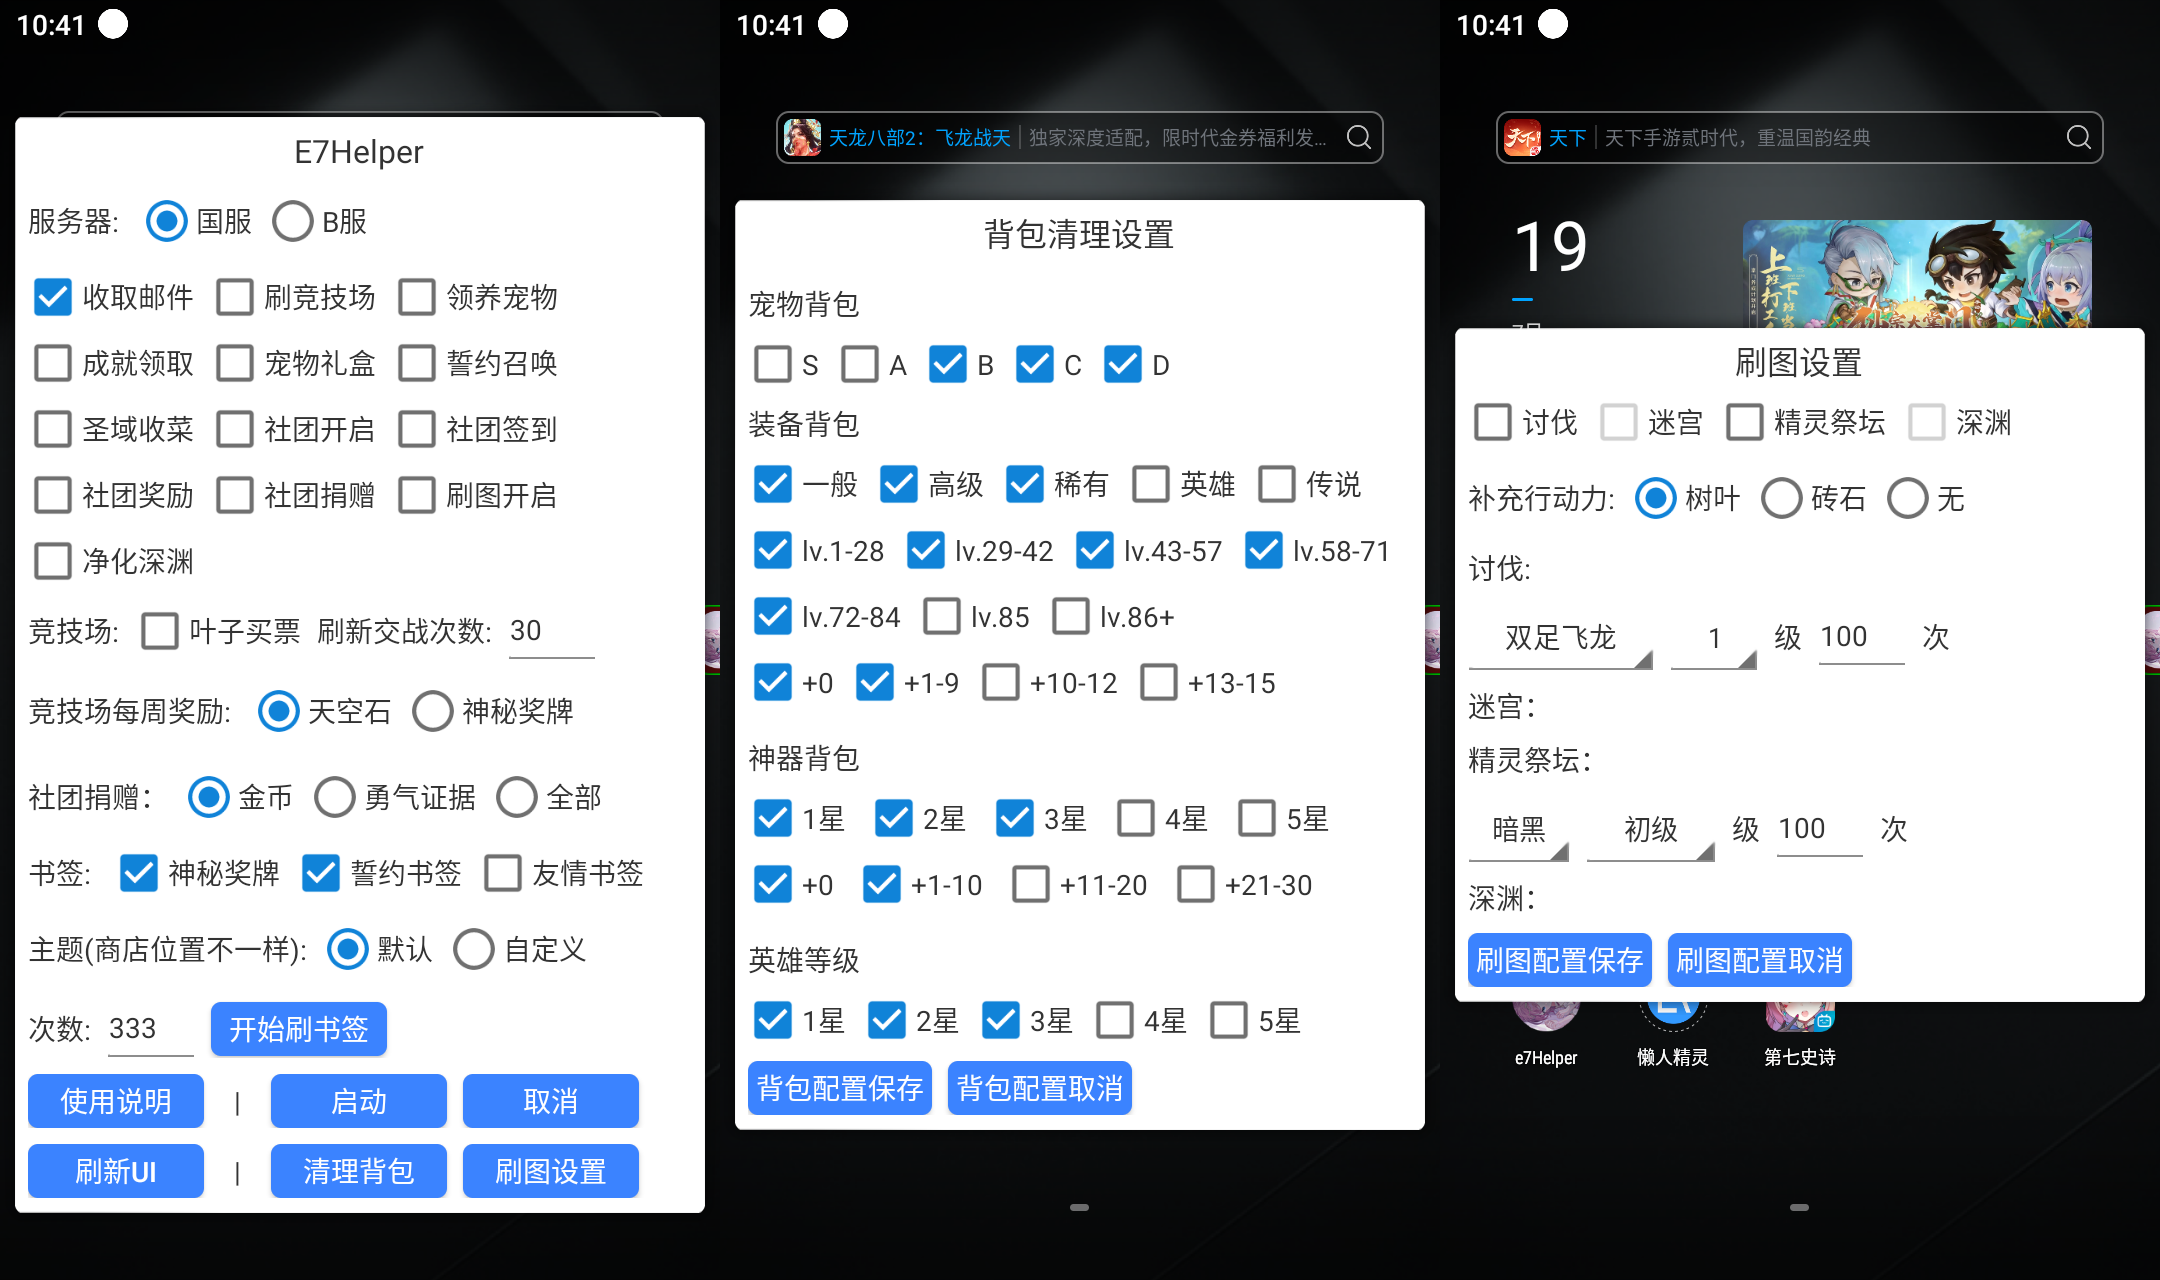 10:41
E7Helper
服务器: 国服 B服
收取邮件 刷竞技场 领养宠物
成就领取 宠物礼盒 誓约召唤
圣域收菜 社团开启 社团签到
社团奖励 社团捐赠 刷图开启
净化深渊
竞技场: 叶子买票 刷新交战次数: 30
竞技场每周奖励: 天空石 神秘奖牌
社团捐赠： 金币 勇气证据 全部
书签: 神秘奖牌 誓约书签 友情书签
主题(商店位置不一样): 默认 自定义
次数: 333 开始刷书签
使用说明 | 启动 取消
刷新UI | 清理背包 刷图设置
10:41
天龙八部2：飞龙战天 | 独家深度适配，限时代金券福利发...
背包清理设置
宠物背包
S A B C D
装备背包
一般 高级 稀有 英雄 传说
lv.1-28 lv.29-42 lv.43-57 lv.58-71
lv.72-84 lv.85 lv.86+
+0 +1-9 +10-12 +13-15
神器背包
1星 2星 3星 4星 5星
+0 +1-10 +11-20 +21-30
英雄等级
1星 2星 3星 4星 5星
背包配置保存 背包配置取消
10:41
天下 | 天下手游贰时代，重温国韵经典
19
上班打工
刷图设置
讨伐 迷宫 精灵祭坛 深渊
补充行动力: 树叶 砖石 无
讨伐:
双足飞龙 1 级 100 次
迷宫：
精灵祭坛：
暗黑 初级 级 100 次
深渊：
刷图配置保存 刷图配置取消
e7Helper 懒人精灵 第七史诗